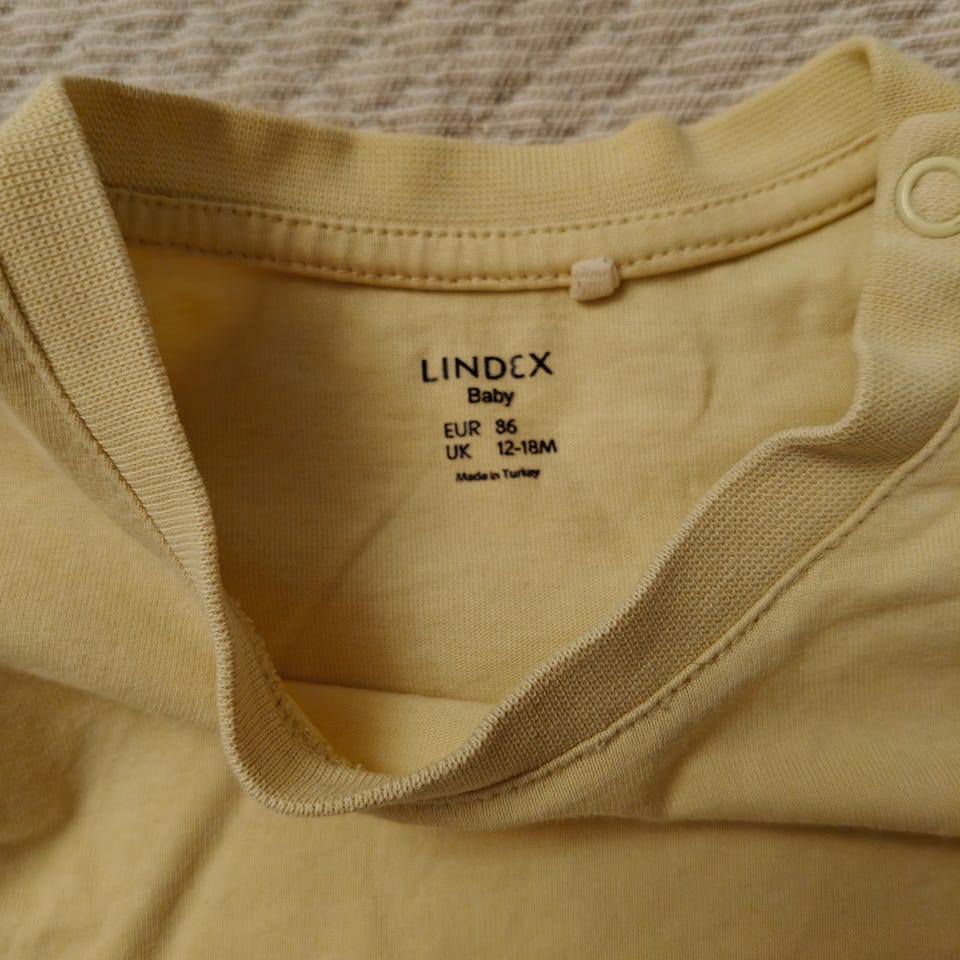 LINDEX
Baby
EUR 86
UK 12-18M
Made in Turkey